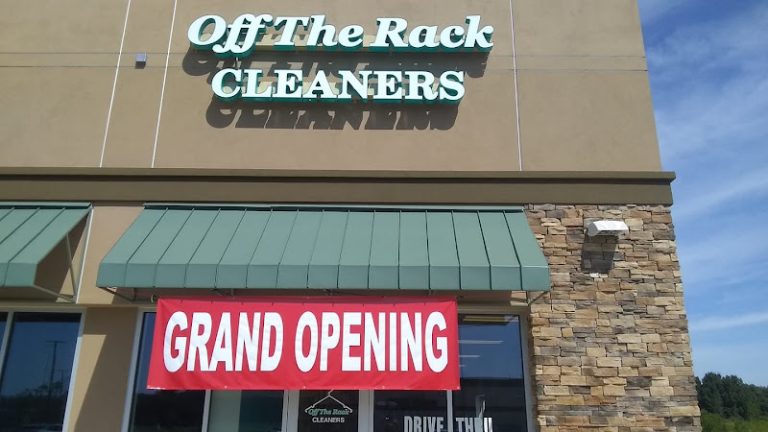 Off The Rack
CLEANERS
GRAND OPENING
Off The Rack
CLEANERS
DRIVE THRU